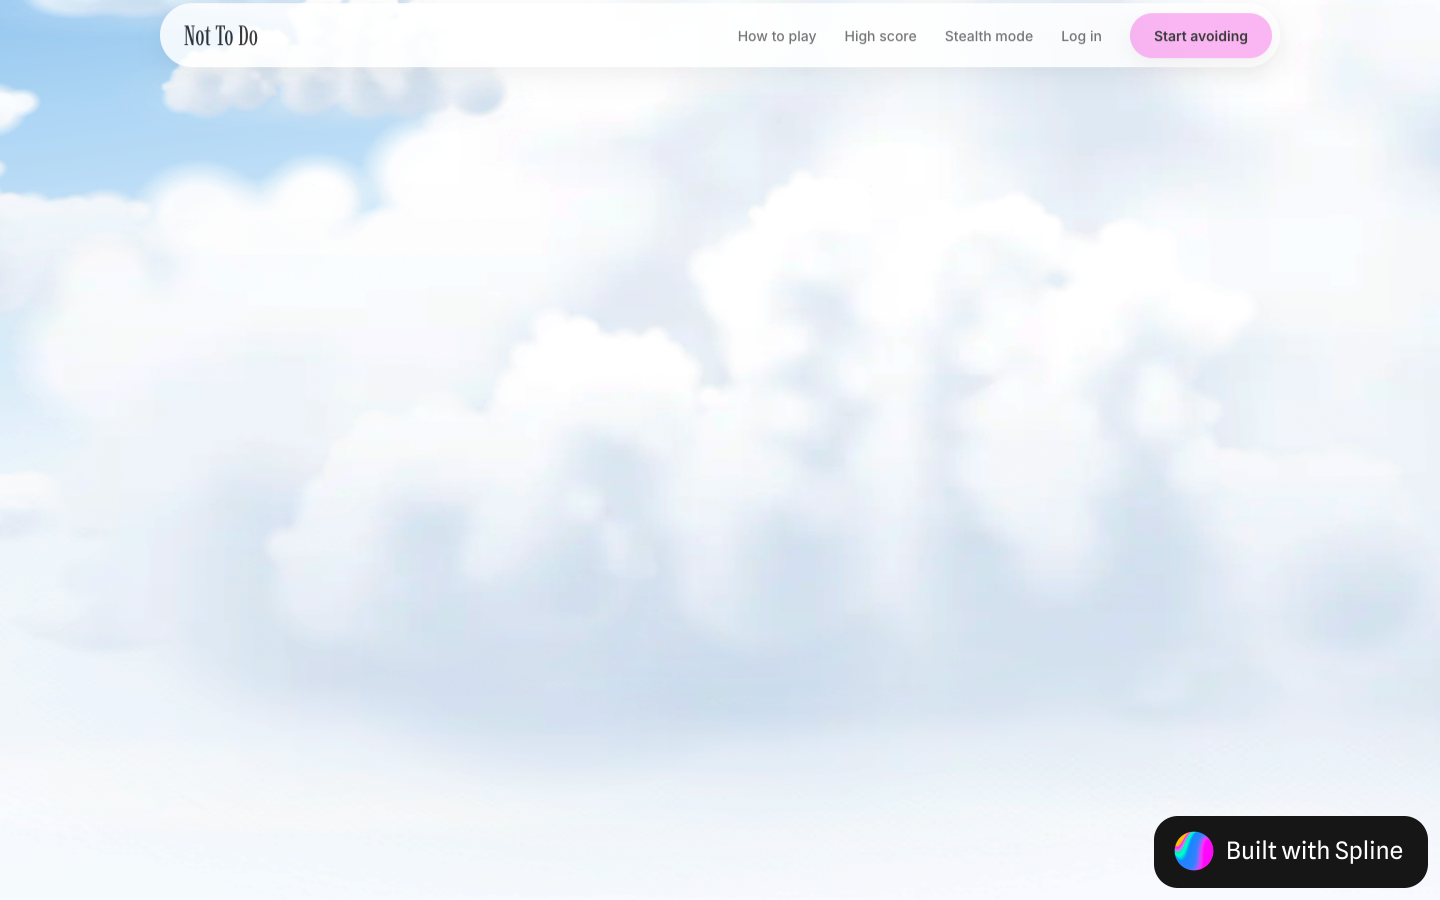 Not To Do
How to play
High score
Stealth mode
Log in
Start avoiding
Built with Spline